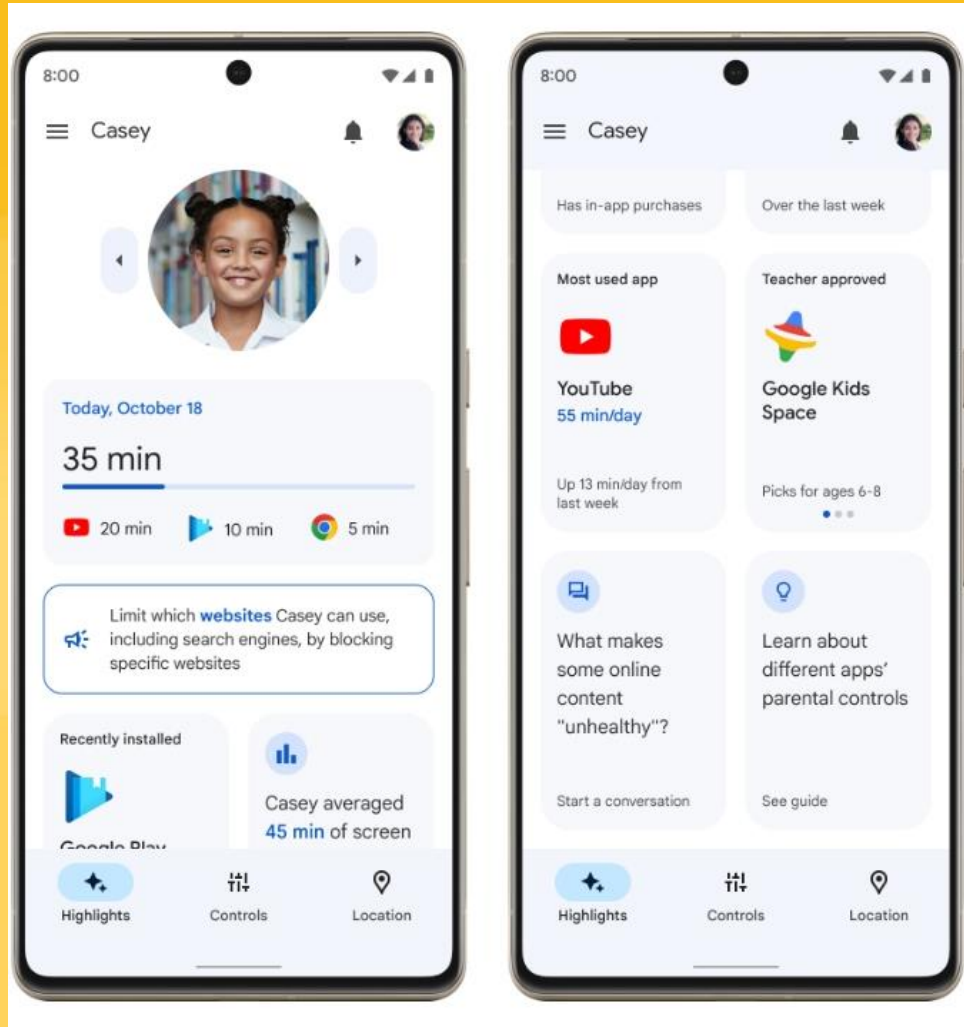 8:00
Casey
Today, October 18
35 min
20 min
10 min
5 min
Limit which websites Casey can use,
including search engines, by blocking
specific websites
Recently installed
Google Play
Casey averaged
45 min of screen
Highlights
Controls
Location
8:00
Casey
Has in-app purchases
Over the last week
Most used app
YouTube
55 min/day
Up 13 min/day from
last week
Teacher approved
Google Kids
Space
Picks for ages 6-8
What makes
some online
content
"unhealthy"?
Start a conversation
Learn about
different apps'
parental controls
See guide
Highlights
Controls
Location